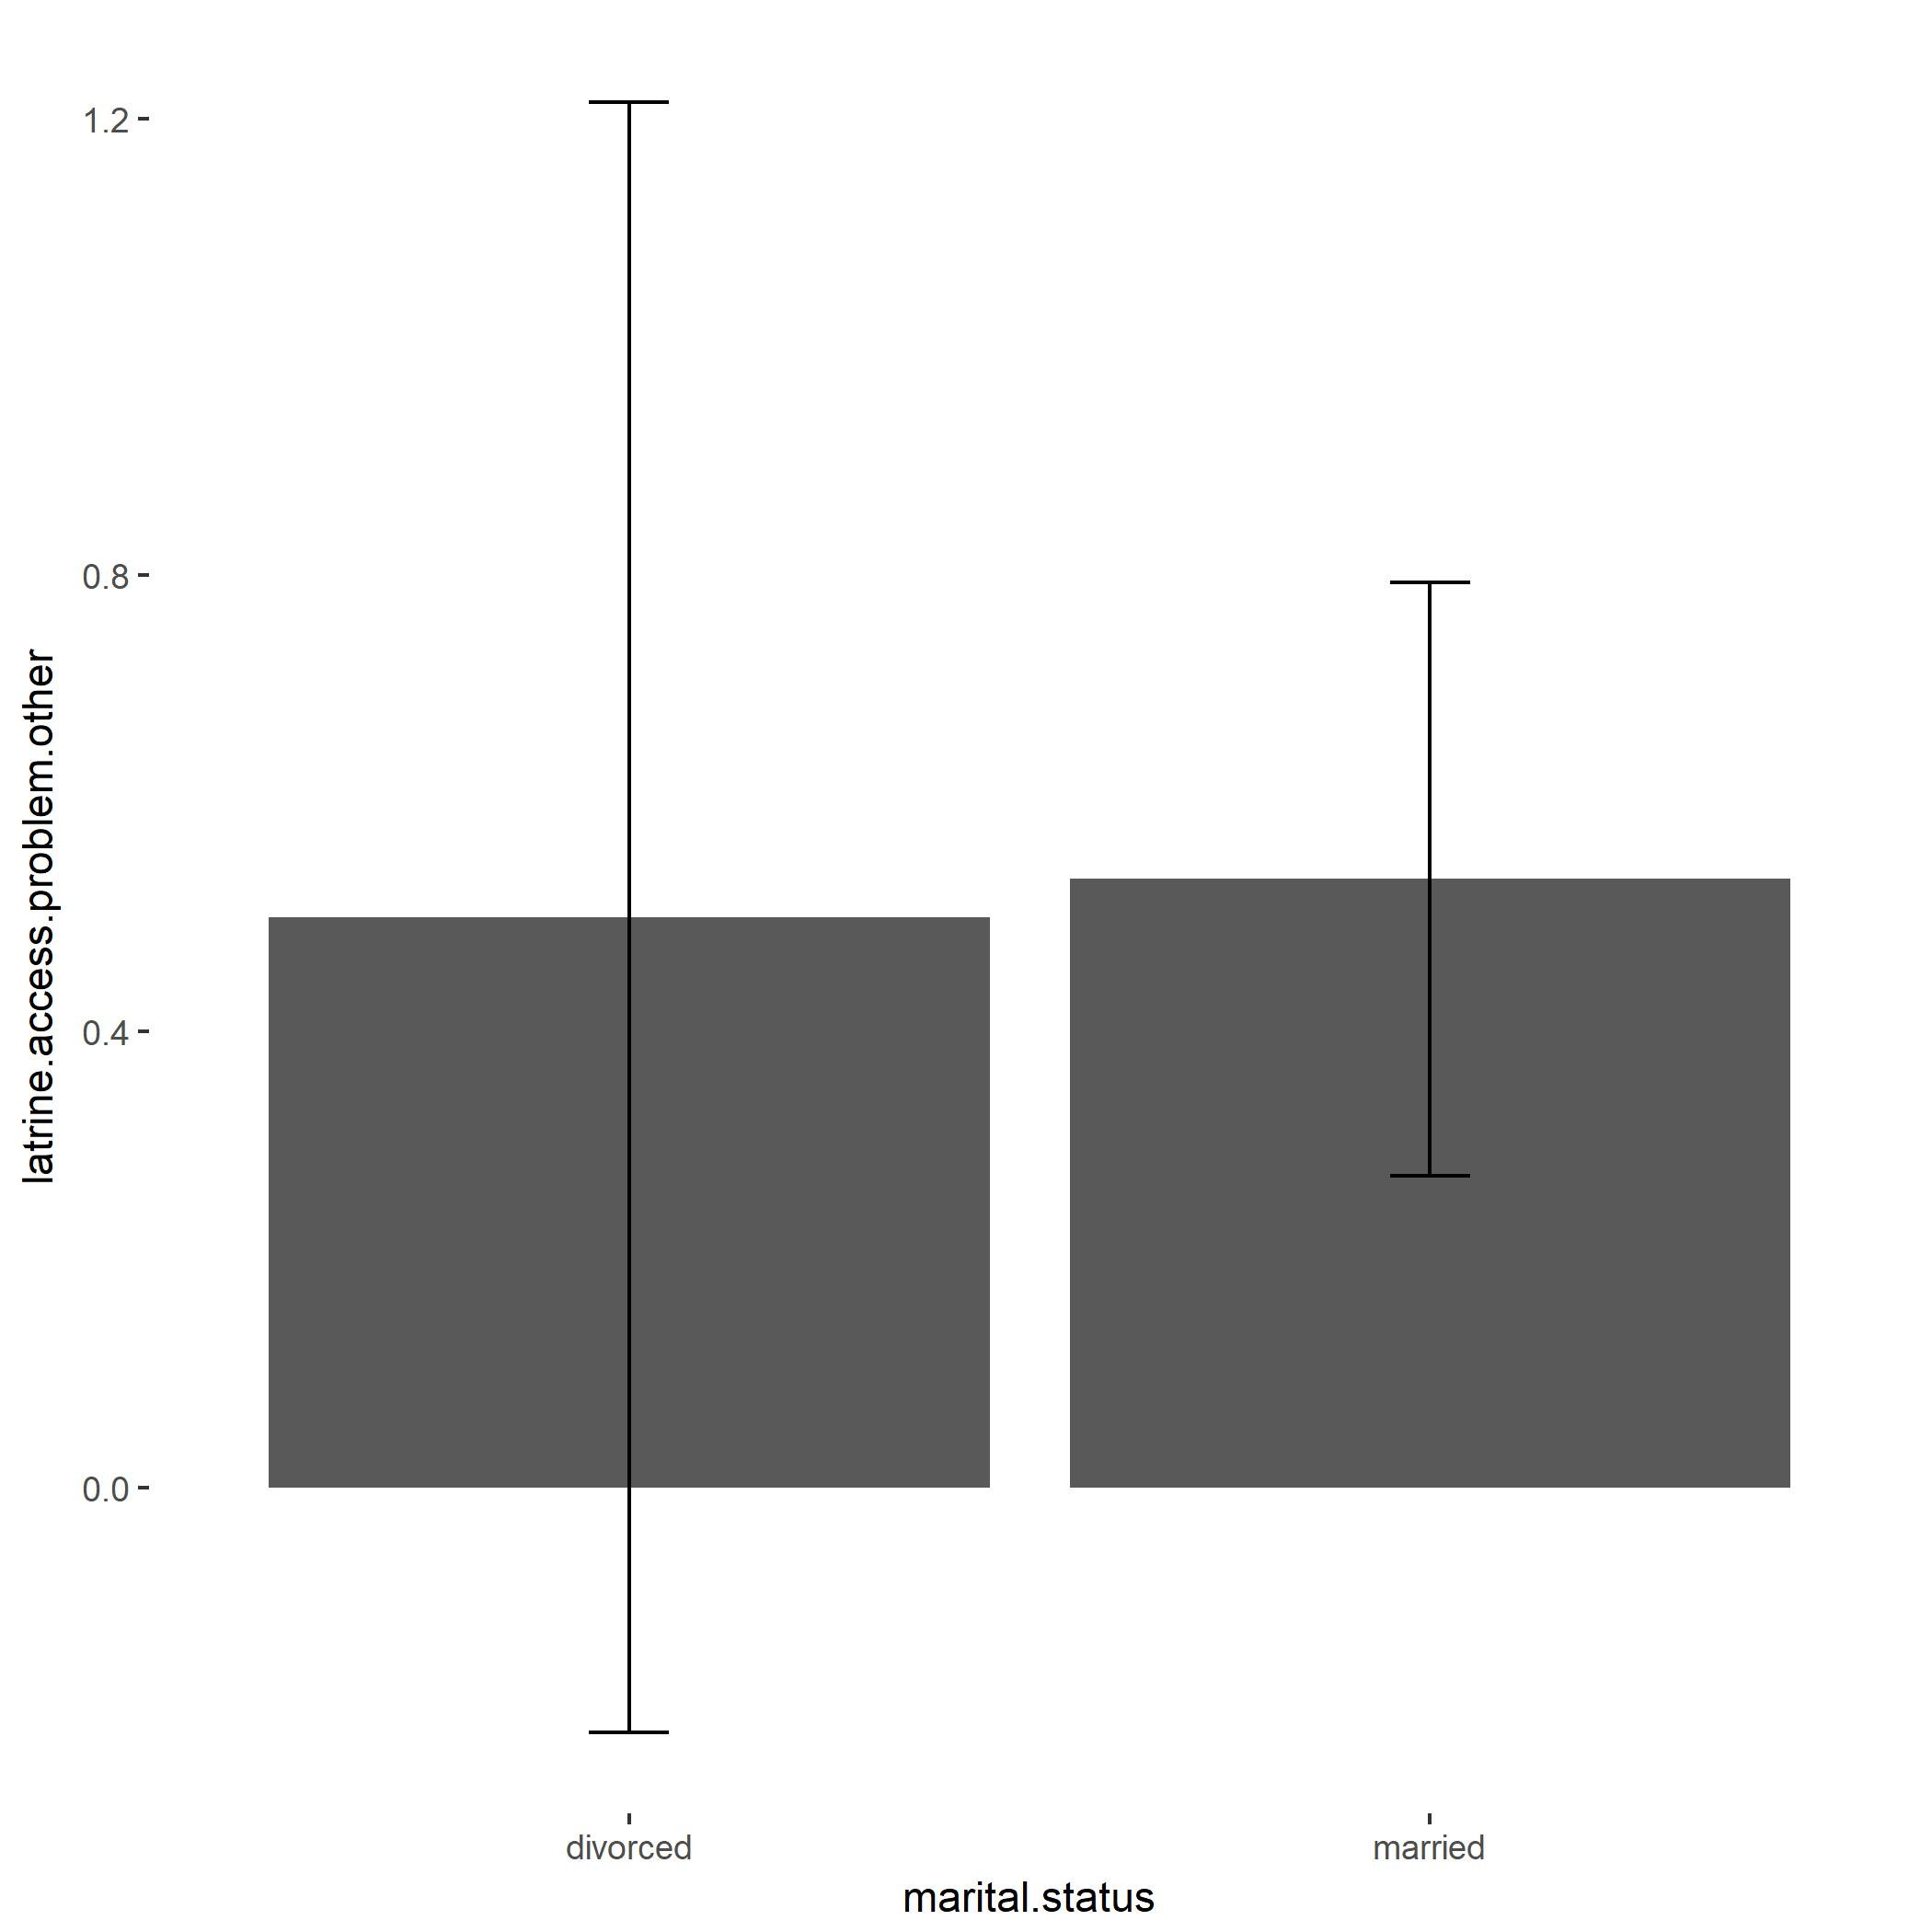 1.2
0.8
0.4
0.0
latrine.access.problem.other
divorced
married
marital.status